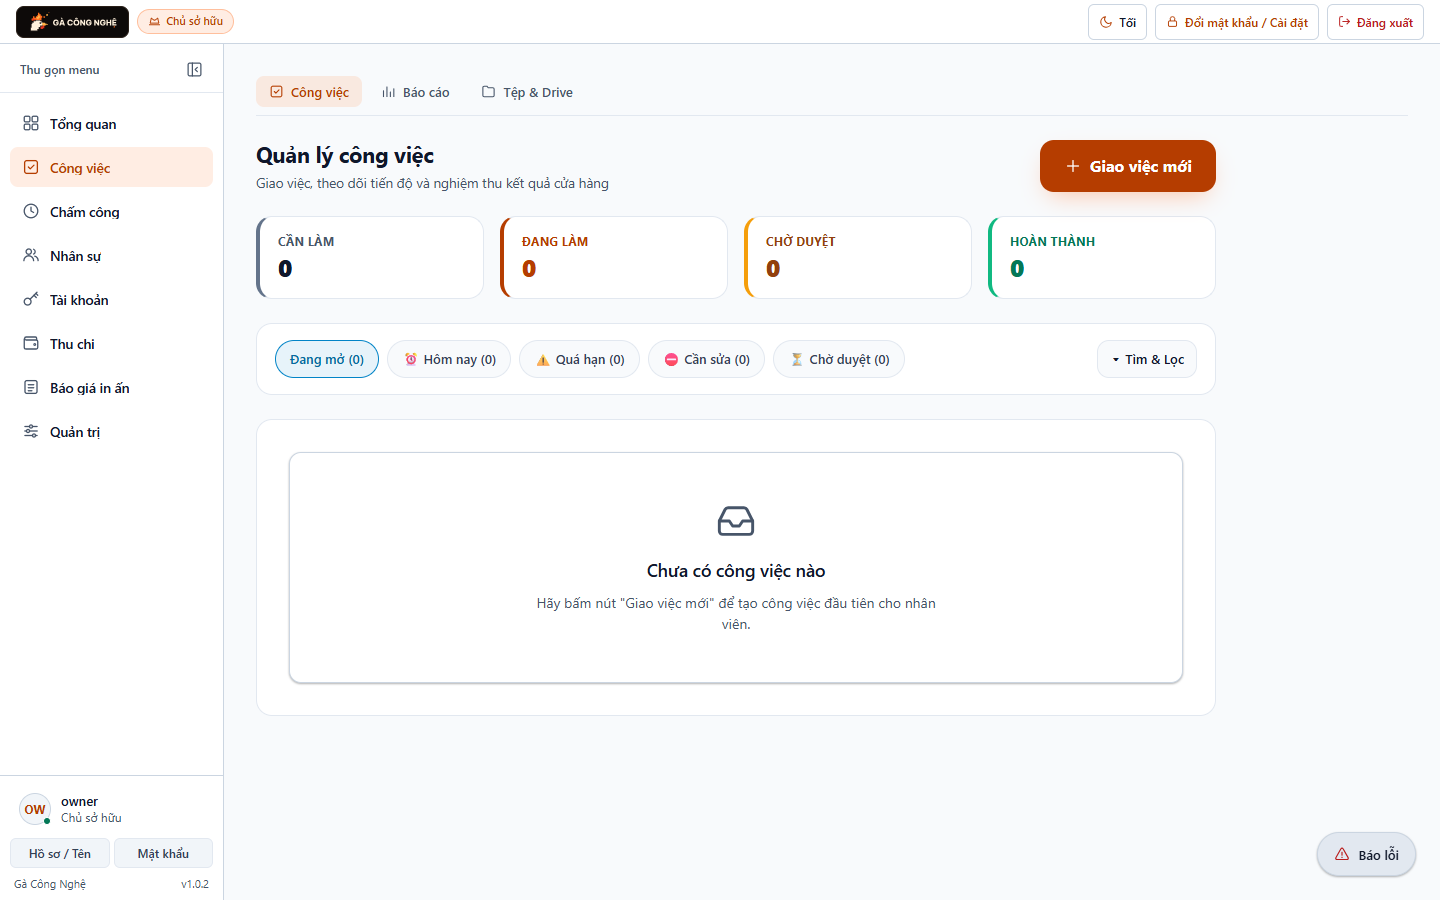 GÀ CÔNG NGHỆ
Chủ sở hữu
Tối
Đổi mật khẩu / Cài đặt
Đăng xuất
Thu gọn menu
Tổng quan
Công việc
Chấm công
Nhân sự
Tài khoản
Thu chi
Báo giá in ấn
Quản trị
OW
owner
Chủ sở hữu
Hồ sơ / Tên
Mật khẩu
Gà Công Nghệ
v1.0.2
Công việc
Báo cáo
Tệp & Drive
Quản lý công việc
Giao việc, theo dõi tiến độ và nghiệm thu kết quả cửa hàng
+ Giao việc mới
CẦN LÀM
0
ĐANG LÀM
0
CHỜ DUYỆT
0
HOÀN THÀNH
0
Đang mở (0)
Hôm nay (0)
Quá hạn (0)
Cần sửa (0)
Chờ duyệt (0)
Tìm & Lọc
Chưa có công việc nào
Hãy bấm nút "Giao việc mới" để tạo công việc đầu tiên cho nhân
viên.
Báo lỗi